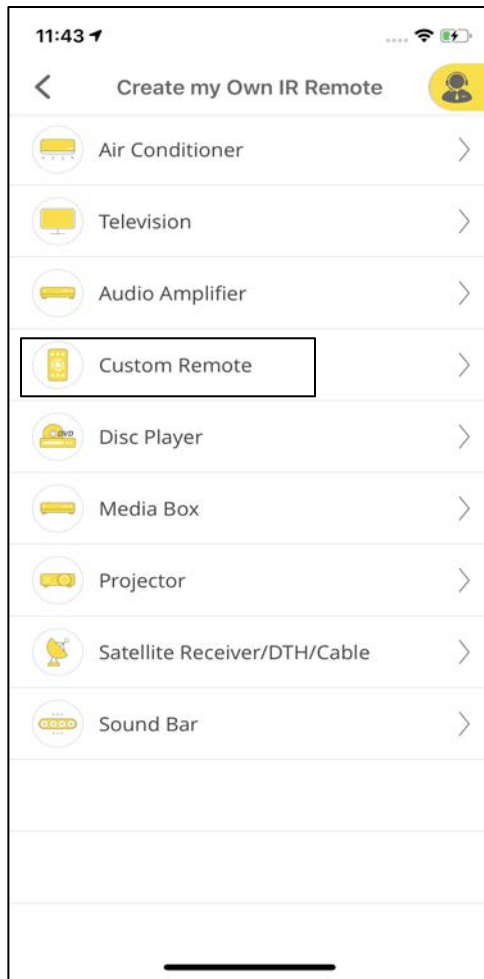 11:43
Create my Own IR Remote
Air Conditioner
Television
Audio Amplifier
Custom Remote
DVD
Disc Player
Media Box
Projector
Satellite Receiver/DTH/Cable
Sound Bar